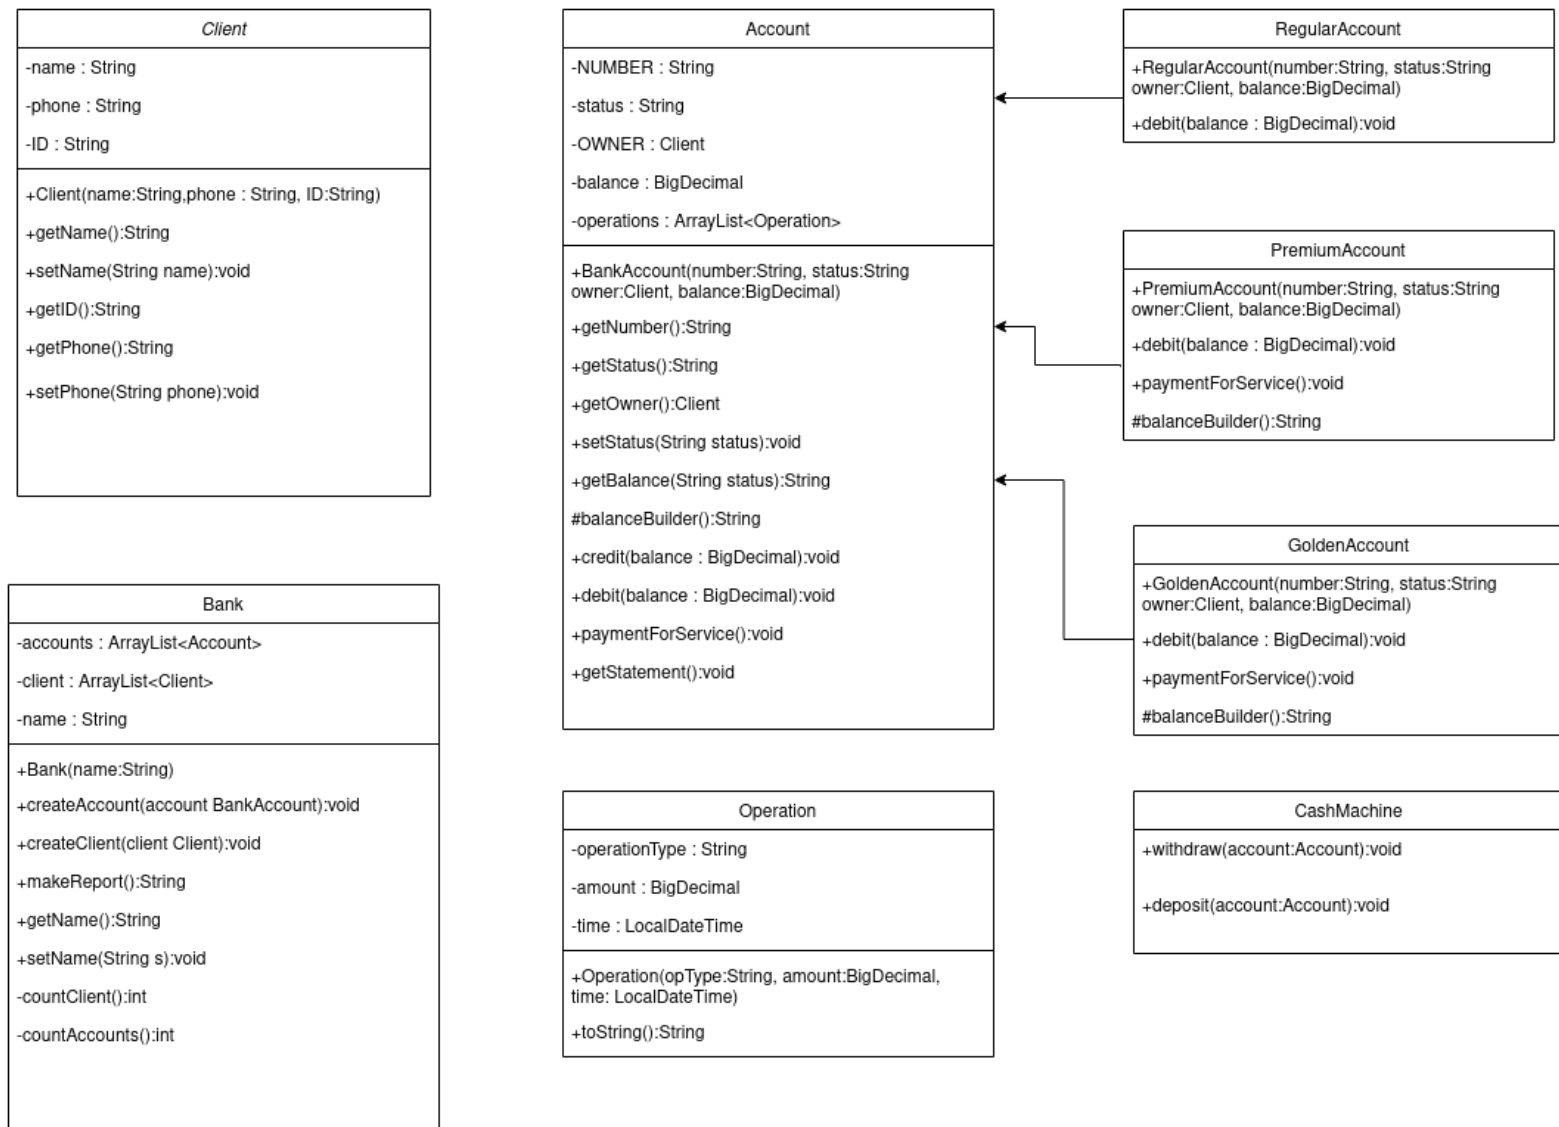 Client
-name : String
-phone : String
-ID : String
+Client(name:String,phone : String, ID:String)
+getName():String
+setName(String name):void
+getID():String
+getPhone():String
+setPhone(String phone):void
Bank
-accounts : ArrayList<Account>
-client : ArrayList<Client>
-name : String
+Bank(name:String)
+createAccount(account BankAccount):void
+createClient(client Client):void
+makeReport():String
+getName():String
+setName(String s):void
-countClient():int
-countAccounts():int
Account
-NUMBER : String
-status : String
-OWNER : Client
-balance : BigDecimal
-operations : ArrayList<Operation>
+BankAccount(number:String, status:String
owner:Client, balance:BigDecimal)
+getNumber():String
+getStatus():String
+getOwner():Client
+setStatus(String status):void
+getBalance(String status):String
#balanceBuilder():String
+credit(balance : BigDecimal):void
+debit(balance : BigDecimal):void
+paymentForService():void
+getStatement():void
Operation
-operationType : String
-amount : BigDecimal
-time : LocalDateTime
+Operation(opType:String, amount:BigDecimal,
time: LocalDateTime)
+toString():String
RegularAccount
+RegularAccount(number:String, status:String
owner:Client, balance:BigDecimal)
+debit(balance : BigDecimal):void
PremiumAccount
+PremiumAccount(number:String, status:String
owner:Client, balance:BigDecimal)
+debit(balance : BigDecimal):void
+paymentForService():void
#balanceBuilder():String
GoldenAccount
+GoldenAccount(number:String, status:String
owner:Client, balance:BigDecimal)
+debit(balance : BigDecimal):void
+paymentForService():void
#balanceBuilder():String
CashMachine
+withdraw(account:Account):void
+deposit(account:Account):void